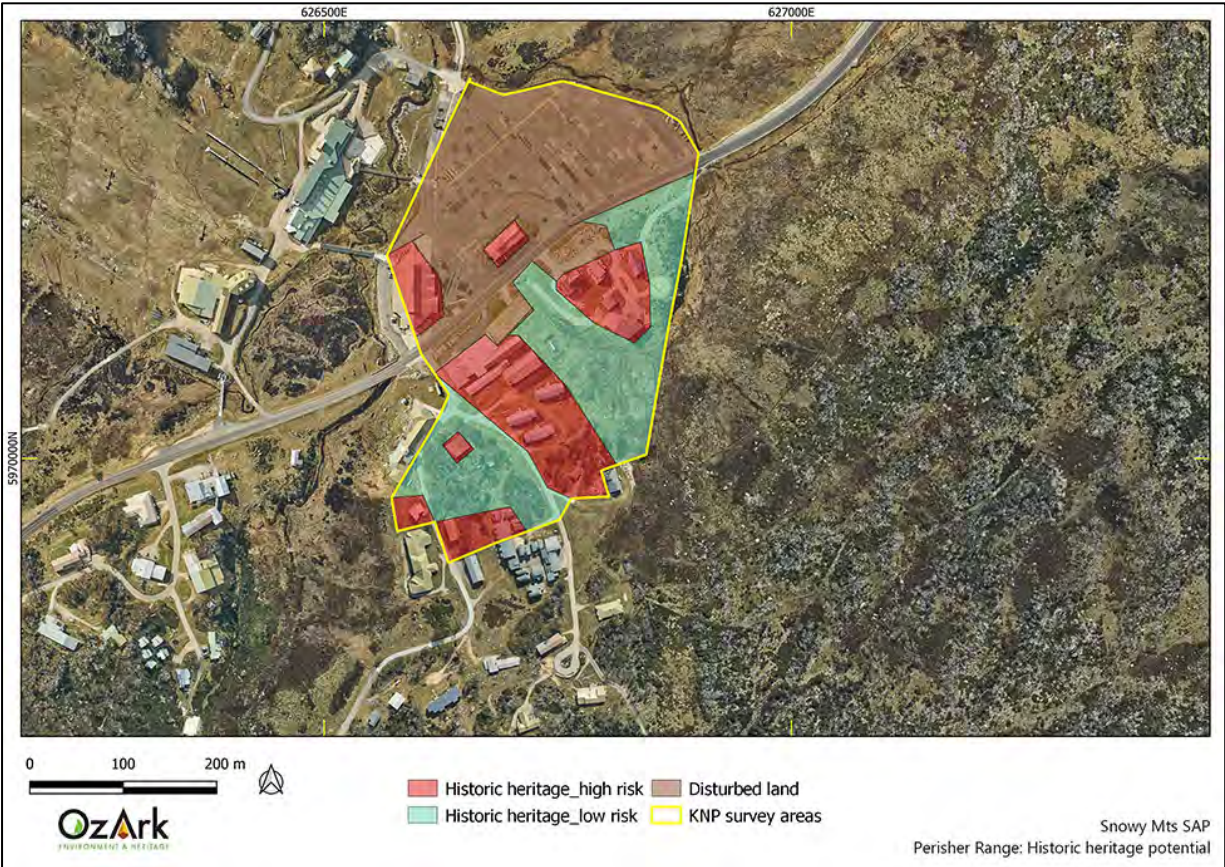 626500E
627000E
5970000N
0
100
200 m
Historic heritage_high risk
Disturbed land
Historic heritage_low risk
KNP survey areas
OzArk
ENVIRONMENT & HERITAGE
Snowy Mts SAP
Perisher Range: Historic heritage potential